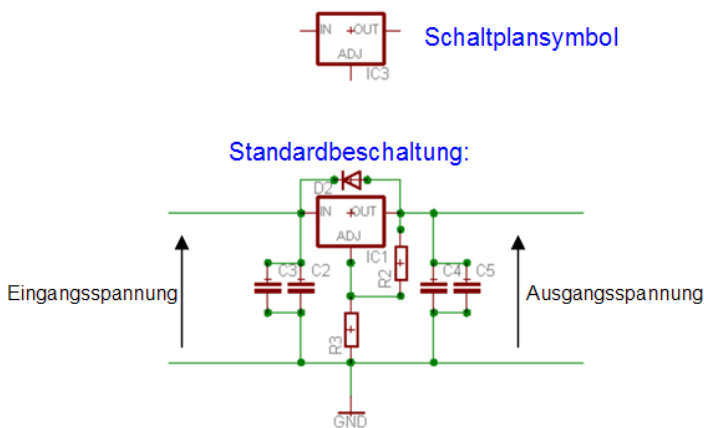 IN +OUT
ADJ
IC3
Schaltplansymbol
Standardbeschaltung:
D2
IN +OUT
ADJ
IC1
R2
C3 C2
C4 C5
Eingangsspannung
Ausgangsspannung
R3
GND